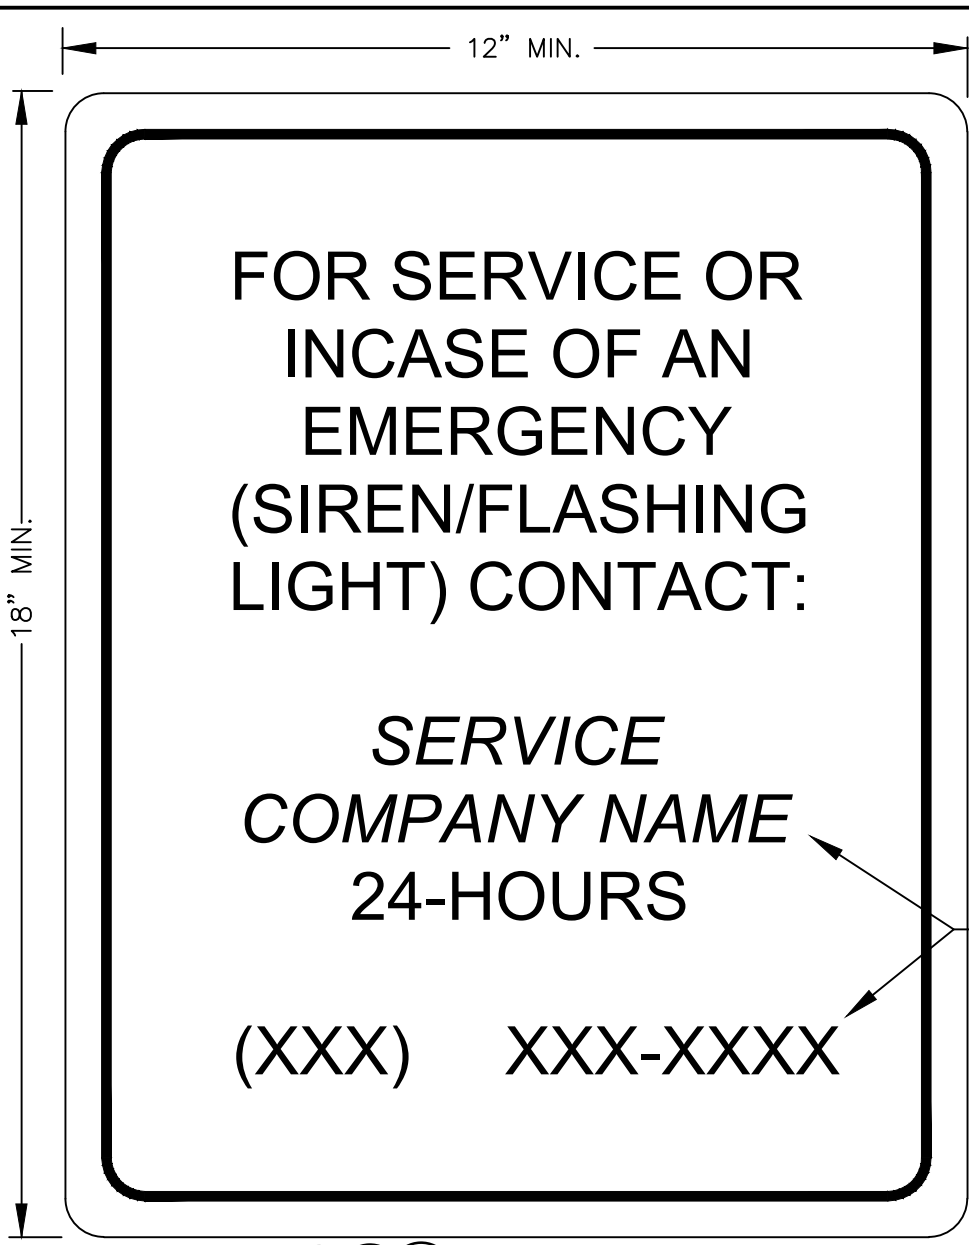 12” MIN.
18” MIN.
FOR SERVICE OR
INCASE OF AN
EMERGENCY
(SIREN/FLASHING
LIGHT) CONTACT:
SERVICE
COMPANY NAME
24-HOURS
(XXX) XXX-XXXX